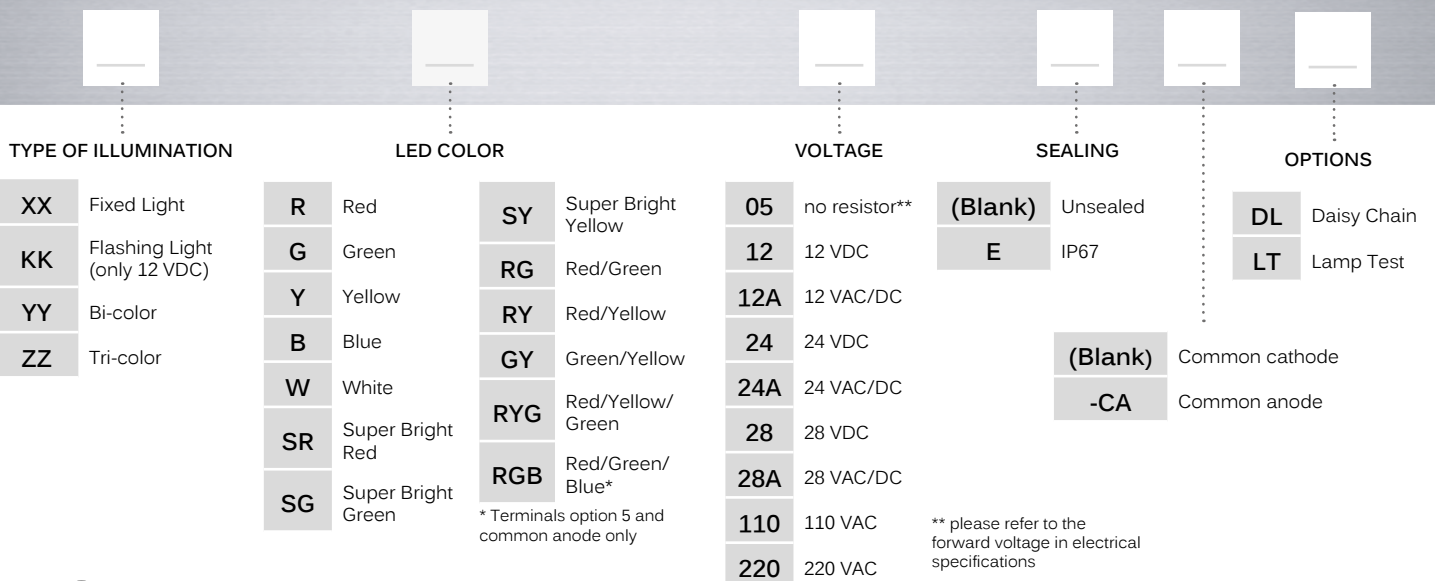 TYPE OF ILLUMINATION
XX Fixed Light
KK Flashing Light
(only 12 VDC)
YY Bi-color
ZZ Tri-color
LED COLOR
R Red
G Green
Y Yellow
B Blue
W White
SR Super Bright
Red
SG Super Bright
Green
SY Super Bright
Yellow
RG Red/Green
RY Red/Yellow
GY Green/Yellow
RYG Red/Yellow/
Green
RGB Red/Green/
Blue*
* Terminals option 5 and
common anode only
VOLTAGE
05 no resistor**
12 12 VDC
12A 12 VAC/DC
24 24 VDC
24A 24 VAC/DC
28 28 VDC
28A 28 VAC/DC
110 110 VAC
220 220 VAC
SEALING
(Blank) Unsealed
E IP67
(Blank) Common cathode
-CA Common anode
** please refer to the
forward voltage in electrical
specifications
OPTIONS
DL Daisy Chain
LT Lamp Test